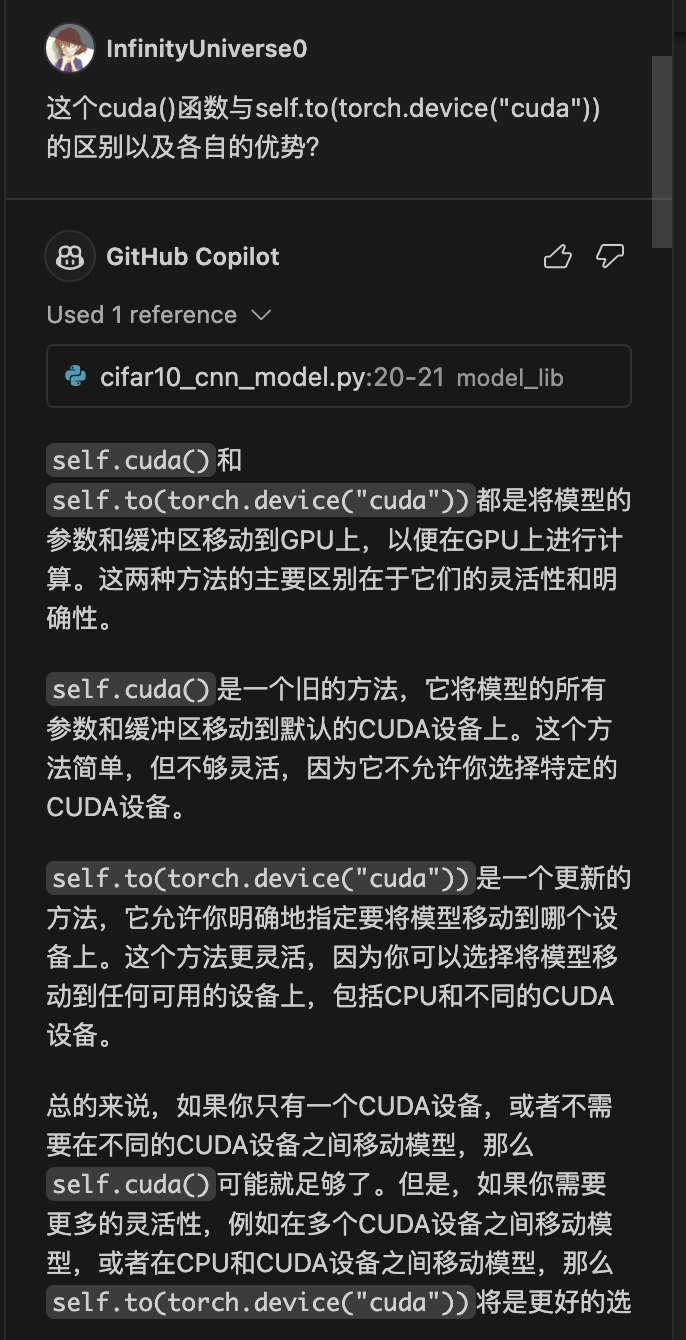 InfinityUniverse0
这个cuda()函数与self.to(torch.device("cuda"))
的区别以及各自的优势?
GitHub Copilot
Used 1 reference
cifar10_cnn_model.py:20-21 model_lib
self.cuda()和
self.to(torch.device("cuda"))都是将模型的
参数和缓冲区移动到GPU上，以便在GPU上进行计
算。这两种方法的主要区别在于它们的灵活性和明
确性。
self.cuda()是一个旧的方法，它将模型的所有
参数和缓冲区移动到默认的CUDA设备上。这个方
法简单，但不够灵活，因为它不允许你选择特定的
CUDA设备。
self.to(torch.device("cuda"))是一个更新的
方法，它允许你明确地指定要将模型移动到哪个设
备上。这个方法更灵活，因为你可以选择将模型移
动到任何可用的设备上，包括CPU和不同的CUDA
设备。
总的来说，如果你只有一个CUDA设备，或者不需
要在不同的CUDA设备之间移动模型，那么
self.cuda()可能就足够了。但是，如果你需要
更多的灵活性，例如在多个CUDA设备之间移动模
型，或者在CPU和CUDA设备之间移动模型，那么
self.to(torch.device("cuda"))将是更好的选